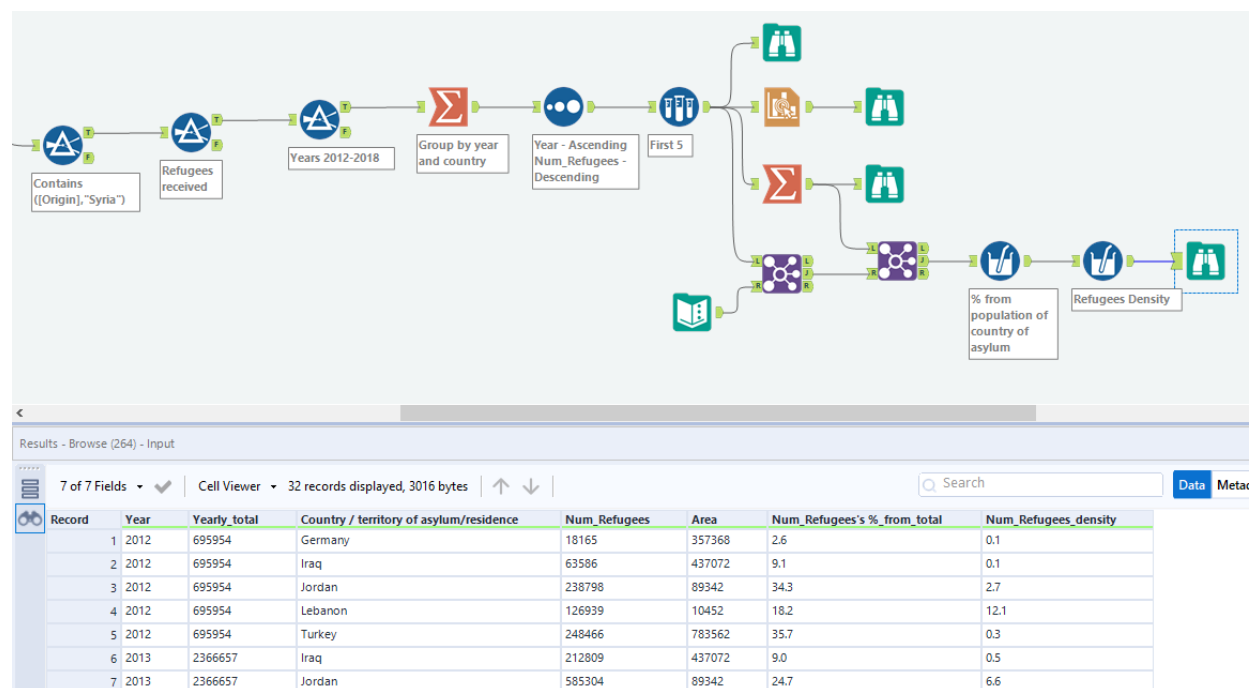 Contains
([Origin],"Syria")
Refugees
received
Years 2012-2018
Group by year
and country
Year - Ascending
Num_Refugees -
Descending
First 5
% from
population of
country of
asylum
Refugees Density
T
F
T
F
T
F
L
R
L
J
R
L
R
L
J
R
Results - Browse (264) - Input
7 of 7 Fields Cell Viewer 32 records displayed, 3016 bytes Search Data Metad
Record Year Yearly_total Country / territory of asylum/residence Num_Refugees Area Num_Refugees's %_from_total Num_Refugees_density
1 2012 695954 Germany 18165 357368 2.6 0.1
2 2012 695954 Iraq 63586 437072 9.1 0.1
3 2012 695954 Jordan 238798 89342 34.3 2.7
4 2012 695954 Lebanon 126939 10452 18.2 12.1
5 2012 695954 Turkey 248466 783562 35.7 0.3
6 2013 2366657 Iraq 212809 437072 9.0 0.5
7 2013 2366657 Jordan 585304 89342 24.7 6.6